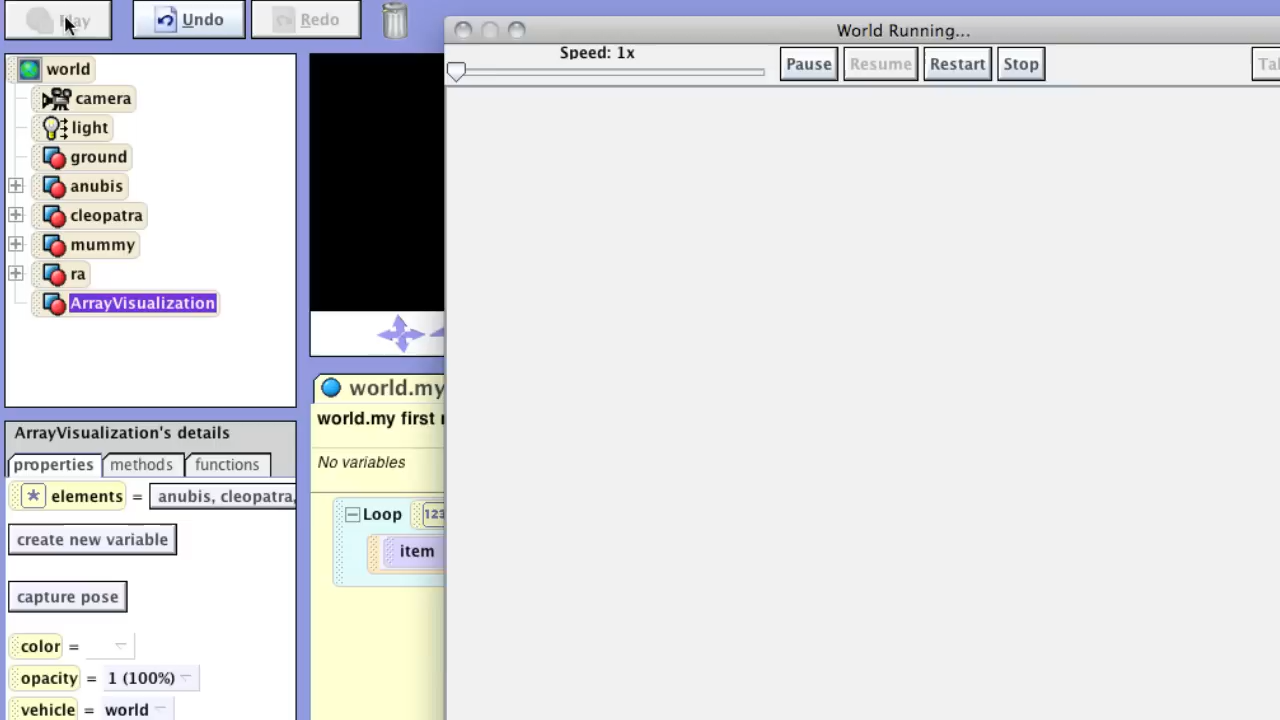 Play
Undo
Redo
World Running...
Speed: 1x
Pause
Resume
Restart
Stop
world
camera
light
ground
anubis
cleopatra
mummy
ra
ArrayVisualization
world.my
world.my first
No variables
Loop
123
item
ArrayVisualization's details
properties
methods
functions
elements = anubis, cleopatra,
create new variable
capture pose
color =
opacity = 1 (100%)
vehicle = world